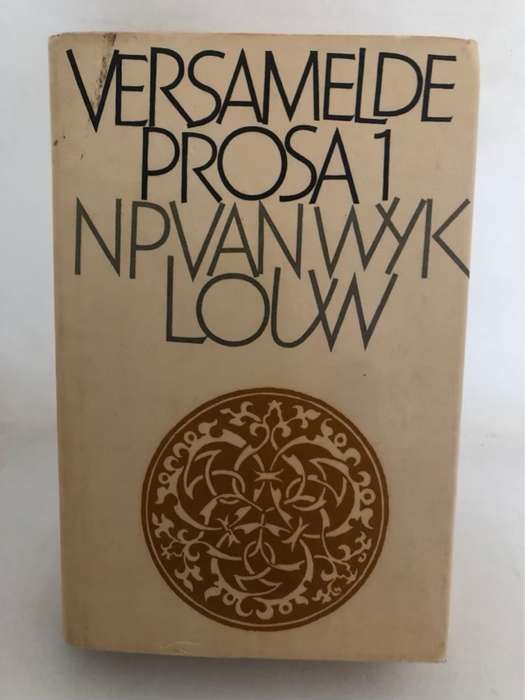 VERSAMELDE
PROSA 1
NP VAN WYK
LOUW